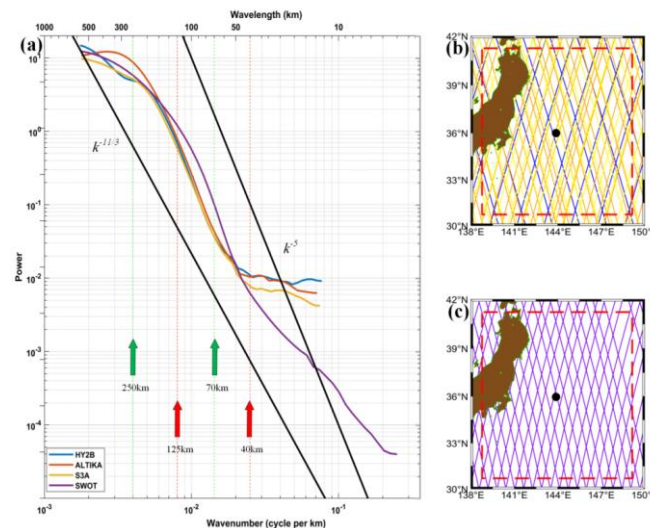 Wavelength (km)
1000 500 300 100 50 10
(a)
10¹
10⁰
10⁻¹
10⁻²
10⁻³
10⁻⁴
Power
k⁻¹¹/³
k⁻⁵
250km
70km
125km
40km
HY2B
ALTIKA
S3A
SWOT
10⁻³ 10⁻² 10⁻¹
Wavenumber (cycle per km)
(b)
42°N
39°N
36°N
33°N
30°N
138°E 141°E 144°E 147°E 150°E
(c)
42°N
39°N
36°N
33°N
30°N
138°E 141°E 144°E 147°E 150°E